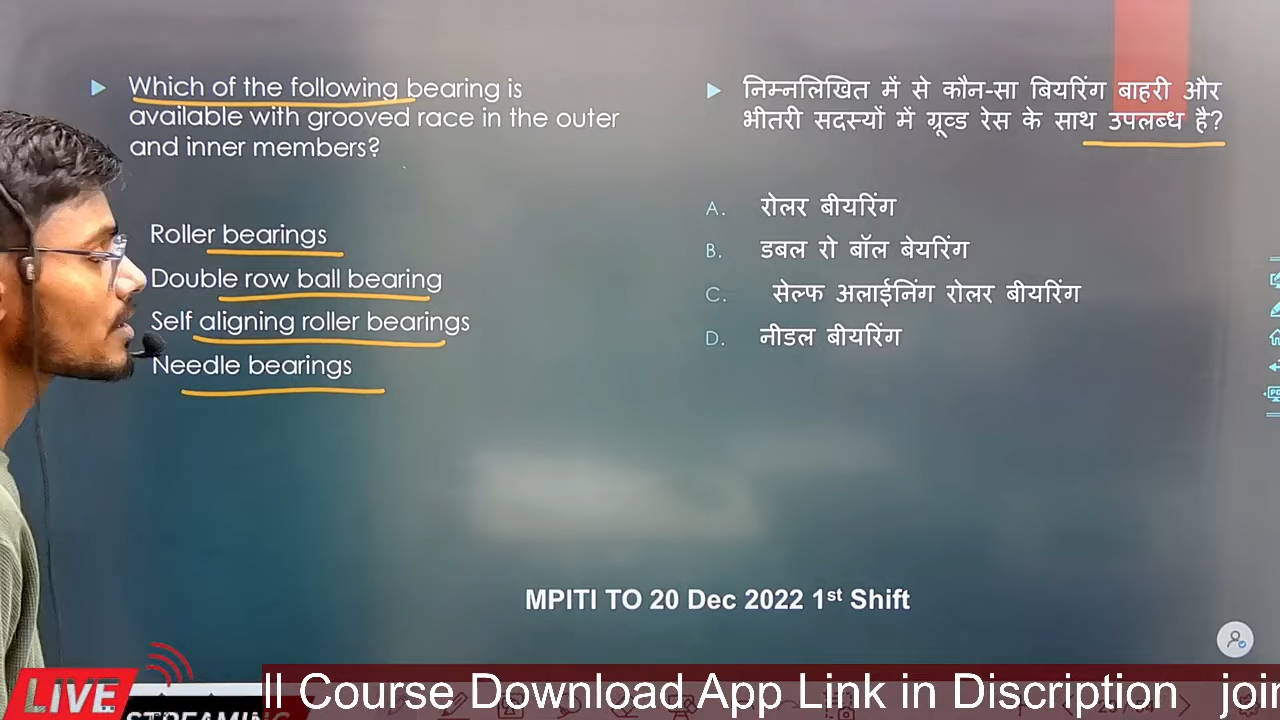 Which of the following bearing is
available with grooved race in the outer
and inner members?
Roller bearings
Double row ball bearing
Self aligning roller bearings
Needle bearings
निम्नलिखित में से कौन-सा बियरिंग बाहरी और
भीतरी सदस्यों में ग्रूव्ड रेस के साथ उपलब्ध है?
A. रोलर बीयरिंग
B. डबल रो बॉल बेयरिंग
C. सेल्फ अलाईनिंग रोलर बीयरिंग
D. नीडल बीयरिंग
MPITI TO 20 Dec 2022 1st Shift
LIVE
STREAMING
ll Course Download App Link in Discription join